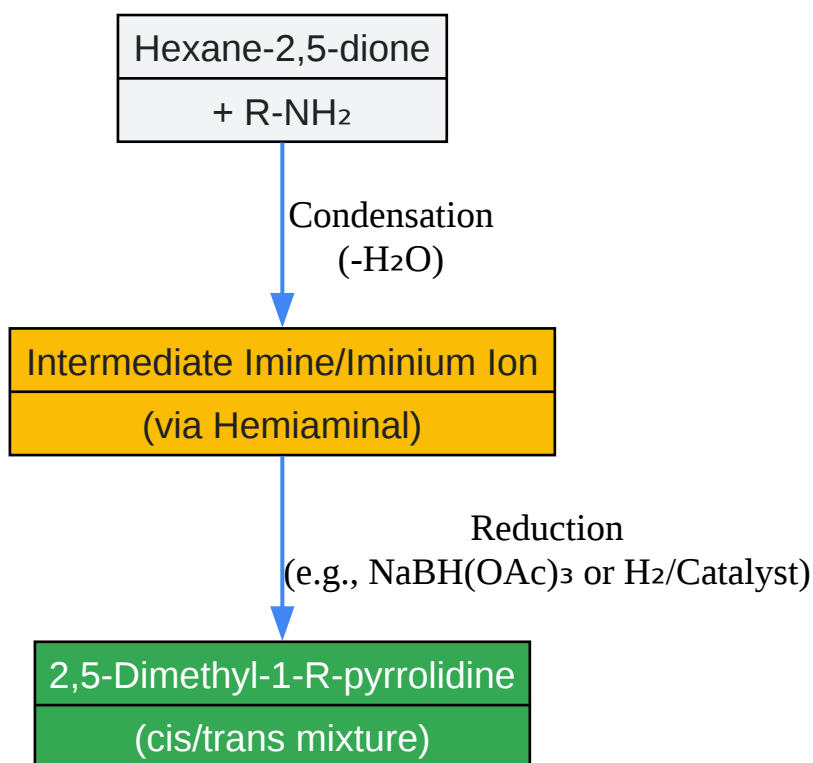 Hexane-2,5-dione
+ R-NH₂
Condensation
(-H₂O)
Intermediate Imine/Iminium Ion
(via Hemiaminal)
Reduction
(e.g., NaBH(OAc)₃ or H₂/Catalyst)
2,5-Dimethyl-1-R-pyrrolidine
(cis/trans mixture)